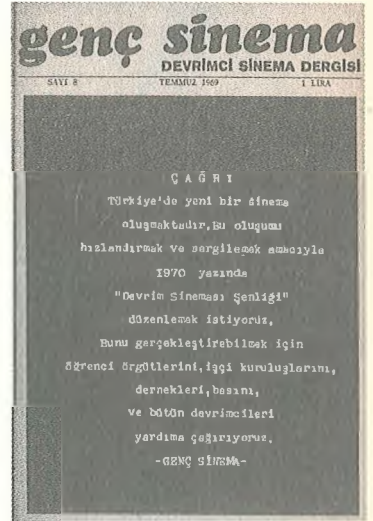 genç sinema
DEVRİMCİ SİNEMA DERGİSİ
SAYI 8 TEMMUZ 1969 1 LİRA
ÇAĞRI
Türkiye'de yeni bir sinema
oluşmaktadır.Bu oluşumu
hızlandırmak ve sergilemek amacıyla
1970 yazında
"Devrim Sineması Şenliği"
düzenlemek istiyoruz.
Bunu gerçekleştirebilmek için
öğrenci örgütlerini,işçi kuruluşlarını,
dernekleri,basını,
ve bütün devrimcileri
yardıma çağırıyoruz.
-GENÇ SİNEMA-